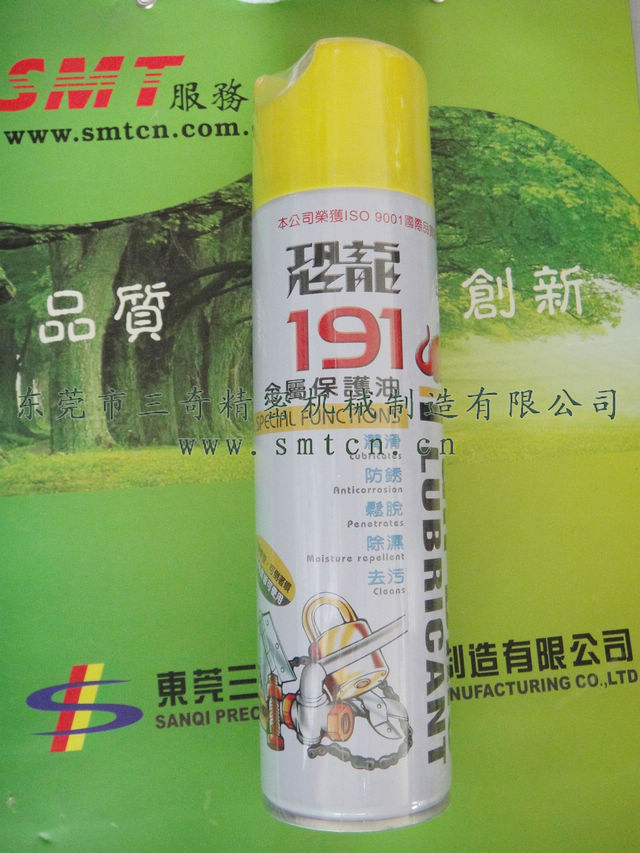 SMT服務
www.smtcn.com.
本公司榮獲ISO 9001國際品
恐龍
品質
創新
191
金屬保護油
东莞市三奇精密机械制造有限公司
SPECIAL FUNCTIONS
www.smtcn.cn
潤滑
Lubricates
防銹
Anticorrosion
鬆脫
Penetrates
除濕
Moisture repellent
去污
Cleans
LUBRICANT
東莞三
制造有限公司
SANQI PREC
NUFACTURING CO.,LTD